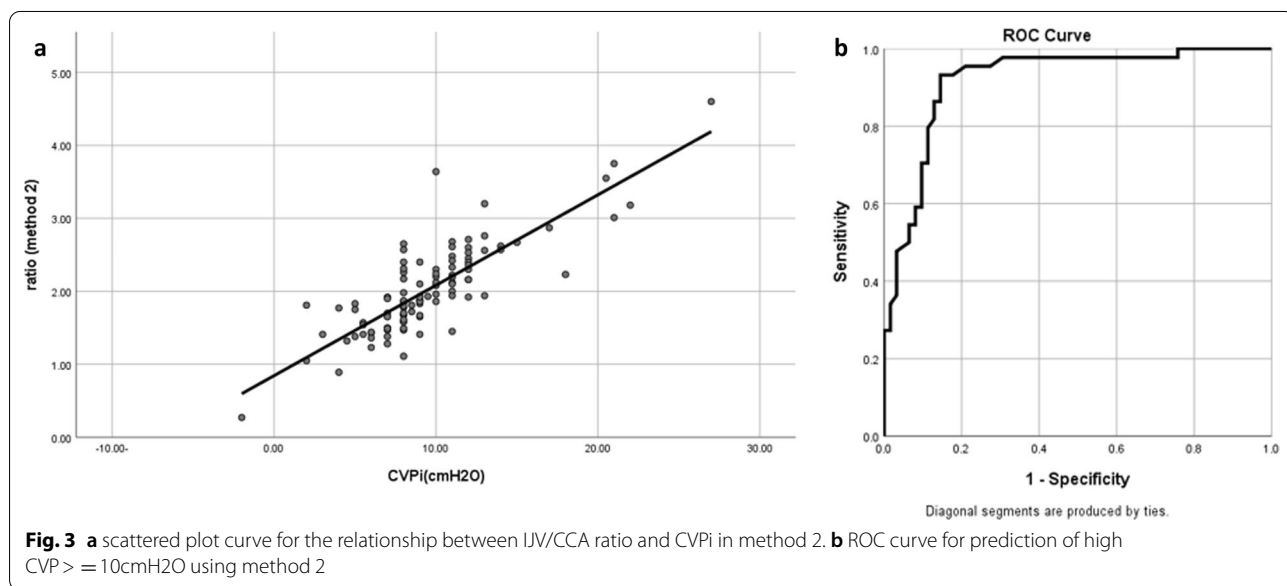 a
5.00
4.00
3.00
2.00
1.00
0.00
ratio (method 2)
-10.00- 0.00 10.00 20.00 30.00
CVPi(cmH2O)
b
ROC Curve
1.0
0.8
0.6
0.4
0.2
0.0
Sensitivity
0.0 0.2 0.4 0.6 0.8 1.0
1 - Specificity
Diagonal segments are produced by ties.
Fig. 3 a scattered plot curve for the relationship between IJV/CCA ratio and CVPi in method 2. b ROC curve for prediction of high
CVP > = 10cmH2O using method 2